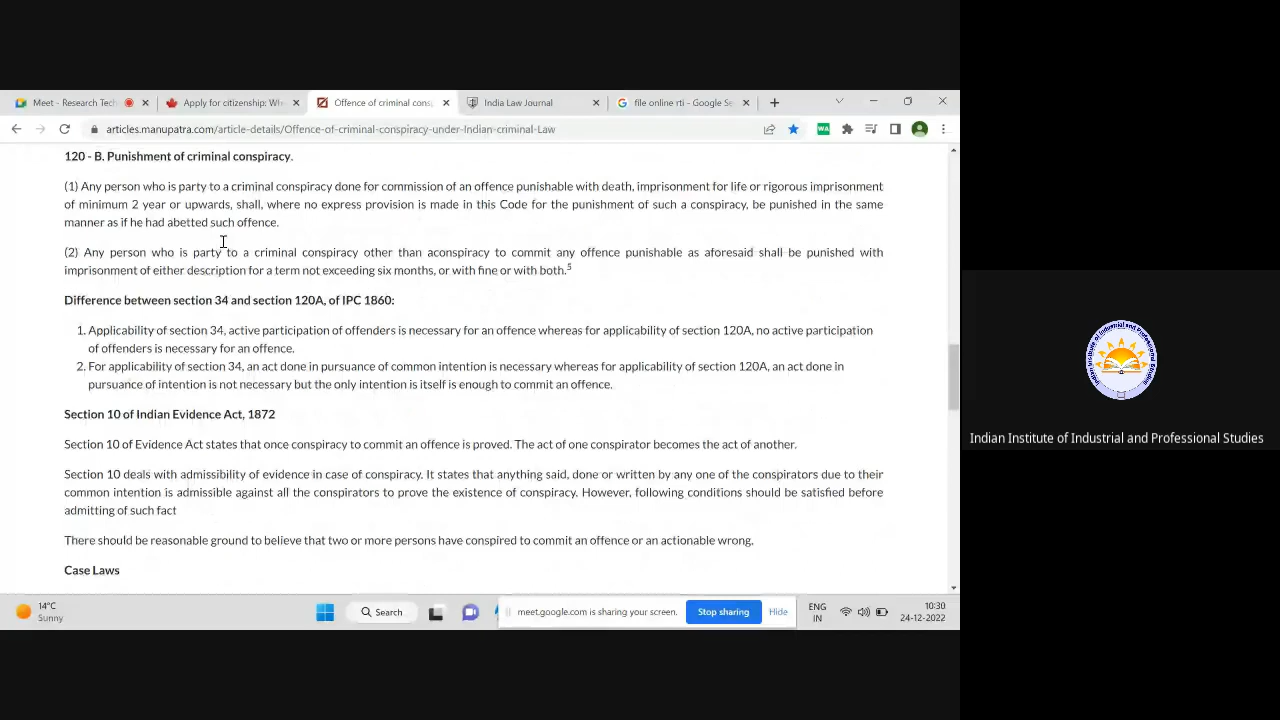 Meet - Research Tech
Apply for citizenship: Wh
Offence of criminal cons
India Law Journal
file online rti - Google Se
articles.manupatra.com/article-details/Offence-of-criminal-conspiracy-under-Indian-criminal-Law
WA
120 - B. Punishment of criminal conspiracy.
(1) Any person who is party to a criminal conspiracy done for commission of an offence punishable with death, imprisonment for life or rigorous imprisonment
of minimum 2 year or upwards, shall, where no express provision is made in this Code for the punishment of such a conspiracy, be punished in the same
manner as if he had abetted such offence.
(2) Any person who is party to a criminal conspiracy other than aconspiracy to commit any offence punishable as aforesaid shall be punished with
imprisonment of either description for a term not exceeding six months, or with fine or with both.5
Difference between section 34 and section 120A, of IPC 1860:
1. Applicability of section 34, active participation of offenders is necessary for an offence whereas for applicability of section 120A, no active participation
of offenders is necessary for an offence.
2. For applicability of section 34, an act done in pursuance of common intention is necessary whereas for applicability of section 120A, an act done in
pursuance of intention is not necessary but the only intention is itself is enough to commit an offence.
Section 10 of Indian Evidence Act, 1872
Section 10 of Evidence Act states that once conspiracy to commit an offence is proved. The act of one conspirator becomes the act of another.
Section 10 deals with admissibility of evidence in case of conspiracy. It states that anything said, done or written by any one of the conspirators due to their
common intention is admissible against all the conspirators to prove the existence of conspiracy. However, following conditions should be satisfied before
admitting of such fact
There should be reasonable ground to believe that two or more persons have conspired to commit an offence or an actionable wrong.
Case Laws
14°C
Sunny
Search
meet.google.com is sharing your screen.
Stop sharing
Hide
ENG
IN
10:30
24-12-2022
Indian Institute of Industrial and Professional Studies
Indian Institute of Industrial and Professional Studies